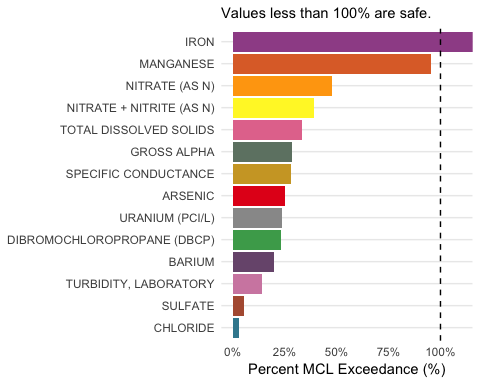 Values less than 100% are safe.
IRON
MANGANESE
NITRATE (AS N)
NITRATE + NITRITE (AS N)
TOTAL DISSOLVED SOLIDS
GROSS ALPHA
SPECIFIC CONDUCTANCE
ARSENIC
URANIUM (PCI/L)
DIBROMOCHLOROPROPANE (DBCP)
BARIUM
TURBIDITY, LABORATORY
SULFATE
CHLORIDE
0% 25% 50% 75% 100%
Percent MCL Exceedance (%)